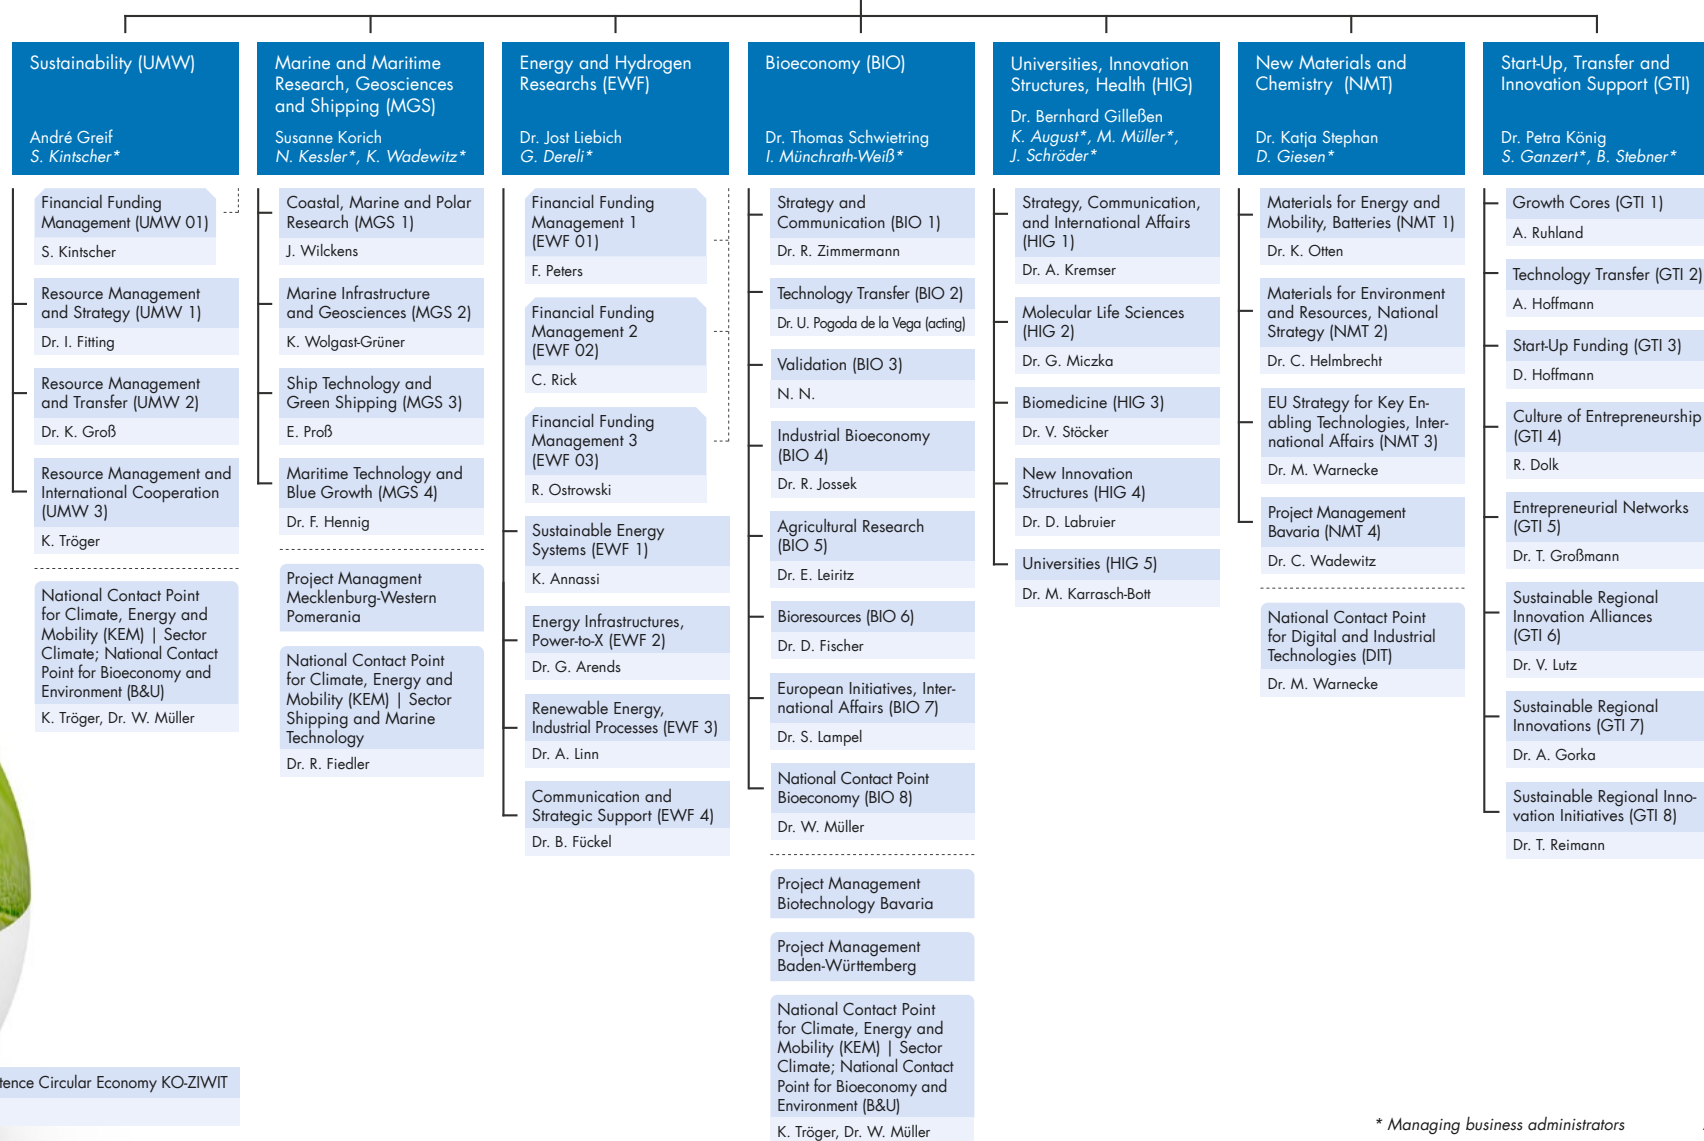 Sustainability (UMW)
André Greif
S. Kintscher*
Financial Funding
Management (UMW 01)
S. Kintscher
Resource Management
and Strategy (UMW 1)
Dr. I. Fitting
Resource Management
and Transfer (UMW 2)
Dr. K. Groß
Resource Management and
International Cooperation
(UMW 3)
K. Tröger
National Contact Point
for Climate, Energy and
Mobility (KEM) | Sector
Climate; National Contact
Point for Bioeconomy and
Environment (B&U)
K. Tröger, Dr. W. Müller
Marine and Maritime
Research, Geosciences
and Shipping (MGS)
Susanne Korich
N. Kessler*, K. Wadewitz*
Coastal, Marine and Polar
Research (MGS 1)
J. Wilckens
Marine Infrastructure
and Geosciences (MGS 2)
K. Wolgast-Grüner
Ship Technology and
Green Shipping (MGS 3)
E. Proß
Maritime Technology and
Blue Growth (MGS 4)
Dr. F. Hennig
Project Managment
Mecklenburg-Western
Pomerania
National Contact Point
for Climate, Energy and
Mobility (KEM) | Sector
Shipping and Marine
Technology
Dr. R. Fiedler
Energy and Hydrogen
Researchs (EWF)
Dr. Jost Liebich
G. Dereli*
Financial Funding
Management 1
(EWF 01)
F. Peters
Financial Funding
Management 2
(EWF 02)
C. Rick
Financial Funding
Management 3
(EWF 03)
R. Ostrowski
Sustainable Energy
Systems (EWF 1)
K. Annassi
Energy Infrastructures,
Power-to-X (EWF 2)
Dr. G. Arends
Renewable Energy,
Industrial Processes (EWF 3)
Dr. A. Linn
Communication and
Strategic Support (EWF 4)
Dr. B. Fückel
Bioeconomy (BIO)
Dr. Thomas Schwietring
I. Münchrath-Weiß*
Strategy and
Communication (BIO 1)
Dr. R. Zimmermann
Technology Transfer (BIO 2)
Dr. U. Pogoda de la Vega (acting)
Validation (BIO 3)
N. N.
Industrial Bioeconomy
(BIO 4)
Dr. R. Jossek
Agricultural Research
(BIO 5)
Dr. E. Leiritz
Bioresources (BIO 6)
Dr. D. Fischer
European Initiatives, Inter-
national Affairs (BIO 7)
Dr. S. Lampel
National Contact Point
Bioeconomy (BIO 8)
Dr. W. Müller
Project Management
Biotechnology Bavaria
Project Management
Baden-Württemberg
National Contact Point
for Climate, Energy and
Mobility (KEM) | Sector
Climate; National Contact
Point for Bioeconomy and
Environment (B&U)
K. Tröger, Dr. W. Müller
Universities, Innovation
Structures, Health (HIG)
Dr. Bernhard Gilleßen
K. August*, M. Müller*,
J. Schröder*
Strategy, Communication,
and International Affairs
(HIG 1)
Dr. A. Kremser
Molecular Life Sciences
(HIG 2)
Dr. G. Miczka
Biomedicine (HIG 3)
Dr. V. Stöcker
New Innovation
Structures (HIG 4)
Dr. D. Labruier
Universities (HIG 5)
Dr. M. Karrasch-Bott
New Materials and
Chemistry (NMT)
Dr. Katja Stephan
D. Giesen*
Materials for Energy and
Mobility, Batteries (NMT 1)
Dr. K. Otten
Materials for Environment
and Resources, National
Strategy (NMT 2)
Dr. C. Helmbrecht
EU Strategy for Key En-
abling Technologies, Inter-
national Affairs (NMT 3)
Dr. M. Warnecke
Project Management
Bavaria (NMT 4)
Dr. C. Wadewitz
National Contact Point
for Digital and Industrial
Technologies (DIT)
Dr. M. Warnecke
Start-Up, Transfer and
Innovation Support (GTI)
Dr. Petra König
S. Ganzert*, B. Stebner*
Growth Cores (GTI 1)
A. Ruhland
Technology Transfer (GTI 2)
A. Hoffmann
Start-Up Funding (GTI 3)
D. Hoffmann
Culture of Entrepreneurship
(GTI 4)
R. Dolk
Entrepreneurial Networks
(GTI 5)
Dr. T. Großmann
Sustainable Regional
Innovation Alliances
(GTI 6)
Dr. V. Lutz
Sustainable Regional
Innovations (GTI 7)
Dr. A. Gorka
Sustainable Regional Inno-
vation Initiatives (GTI 8)
Dr. T. Reimann
tence Circular Economy KO-ZIWIT
* Managing business administrators